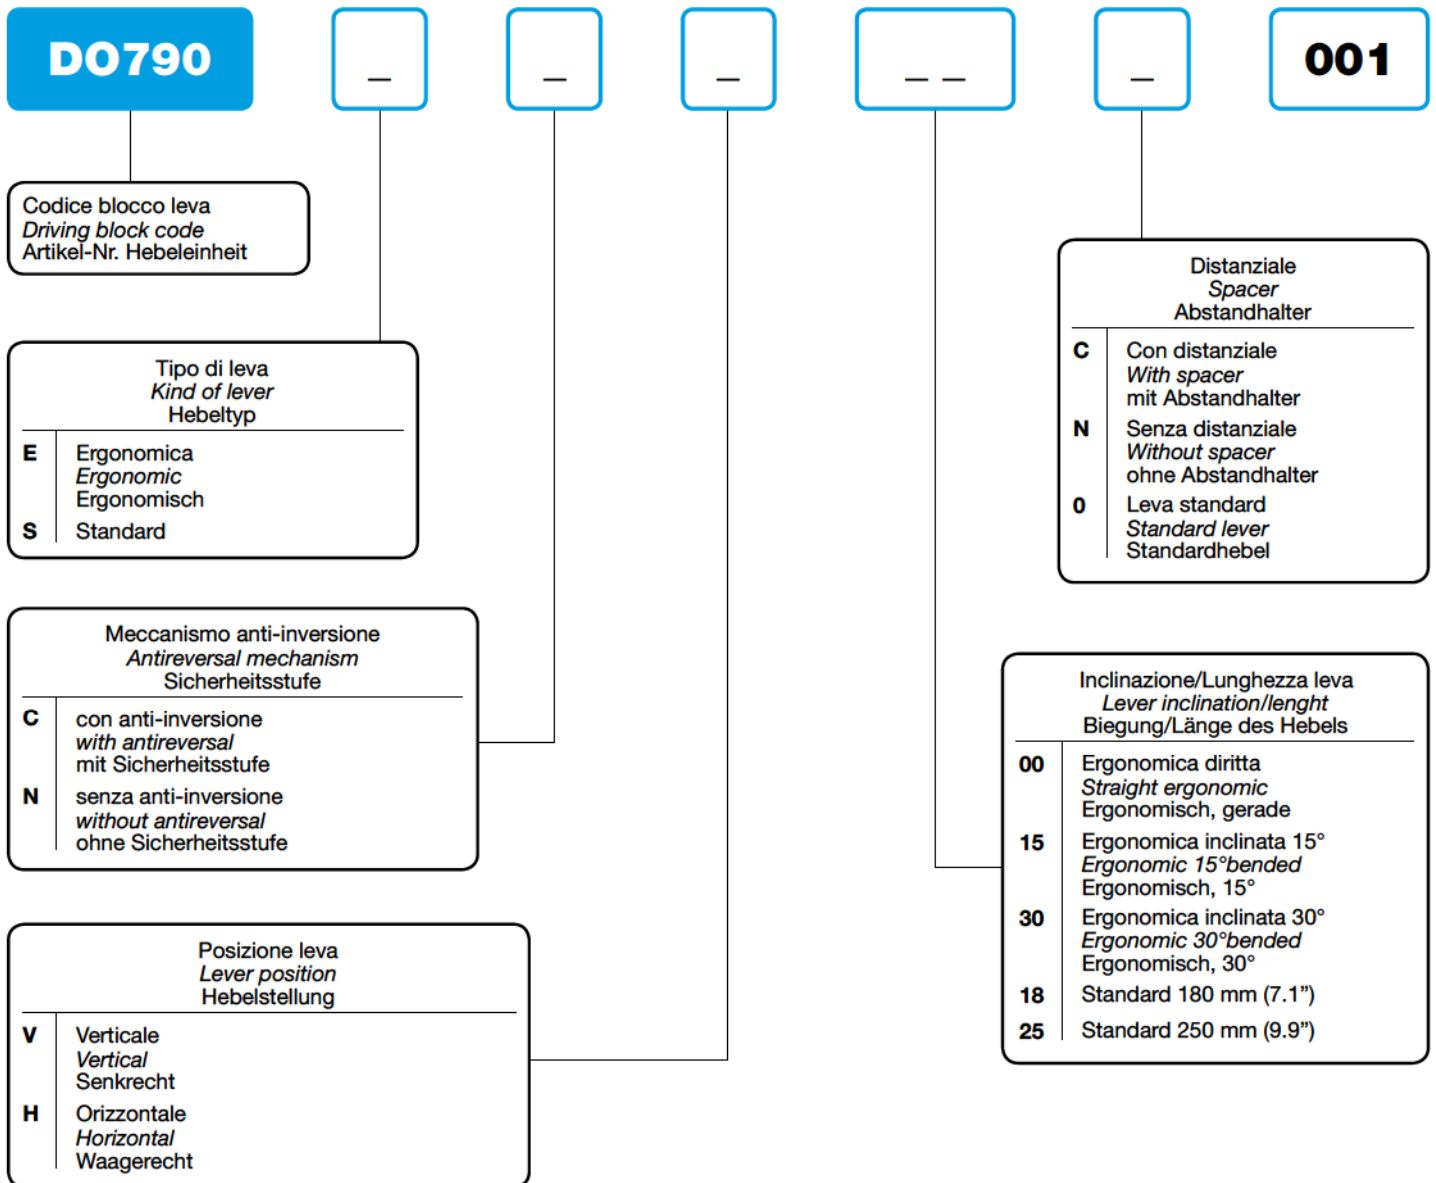 DO790 _ _ _ _ _ _ 001
Codice blocco leva
Driving block code
Artikel-Nr. Hebeleinheit
Tipo di leva
Kind of lever
Hebeltyp
E Ergonomica
Ergonomic
Ergonomisch
S Standard
Meccanismo anti-inversione
Antireversal mechanism
Sicherheitsstufe
C con anti-inversione
with antireversal
mit Sicherheitsstufe
N senza anti-inversione
without antireversal
ohne Sicherheitsstufe
Posizione leva
Lever position
Hebelstellung
V Verticale
Vertical
Senkrecht
H Orizzontale
Horizontal
Waagerecht
Distanziale
Spacer
Abstandhalter
C Con distanziale
With spacer
mit Abstandhalter
N Senza distanziale
Without spacer
ohne Abstandhalter
0 Leva standard
Standard lever
Standardhebel
Inclinazione/Lunghezza leva
Lever inclination/lenght
Biegung/Länge des Hebels
00 Ergonomica diritta
Straight ergonomic
Ergonomisch, gerade
15 Ergonomica inclinata 15°
Ergonomic 15°bended
Ergonomisch, 15°
30 Ergonomica inclinata 30°
Ergonomic 30°bended
Ergonomisch, 30°
18 Standard 180 mm (7.1”)
25 Standard 250 mm (9.9”)